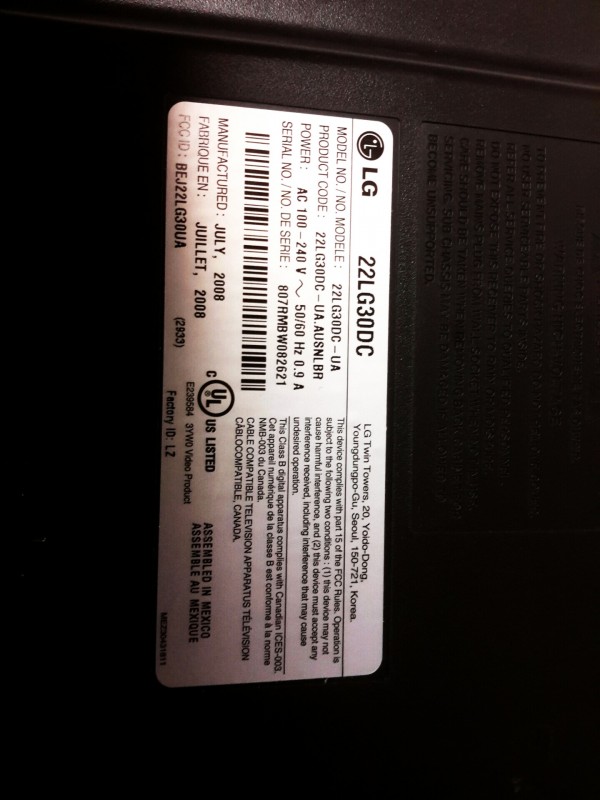 LG 22LG30DC
LG Twin Towers, 20, Yoido-Dong,
Youngdungpo-Gu, Seoul, 150-721, Korea.
MODEL NO. / NO. MODELE : 22LG30DC-UA
PRODUCT CODE : 22LG30DC-UA.AUSNLBR
POWER : AC 100-240 V ~ 50/60 Hz 0.9 A
SERIAL NO. / NO. DE SERIE : 807RMBW082621
This device complies with part 15 of the FCC Rules. Operation is
subject to the following two conditions : (1) this device may not
cause harmful interference, and (2) this device must accept any
interference received, including interference that may cause
undesired operation.
This Class B digital apparatus complies with Canadian ICES-003.
Cet appareil numérique de la classe B est conforme à la norme
NMB-003 du Canada.
CABLE COMPATIBLE TELEVISION APPARATUS TÉLÉVISION
CÂBLOCOMPATIBLE, CANADA.
MANUFACTURED : JULY, 2008
FABRIQUE EN : JUILLET, 2008
FCC ID : BEJ22LG30UA (2933)
C UL US LISTED
E239584 3YW0 Video Product
Factory ID: LZ
ASSEMBLED IN MEXICO
ASSEMBLE AU MEXIQUE